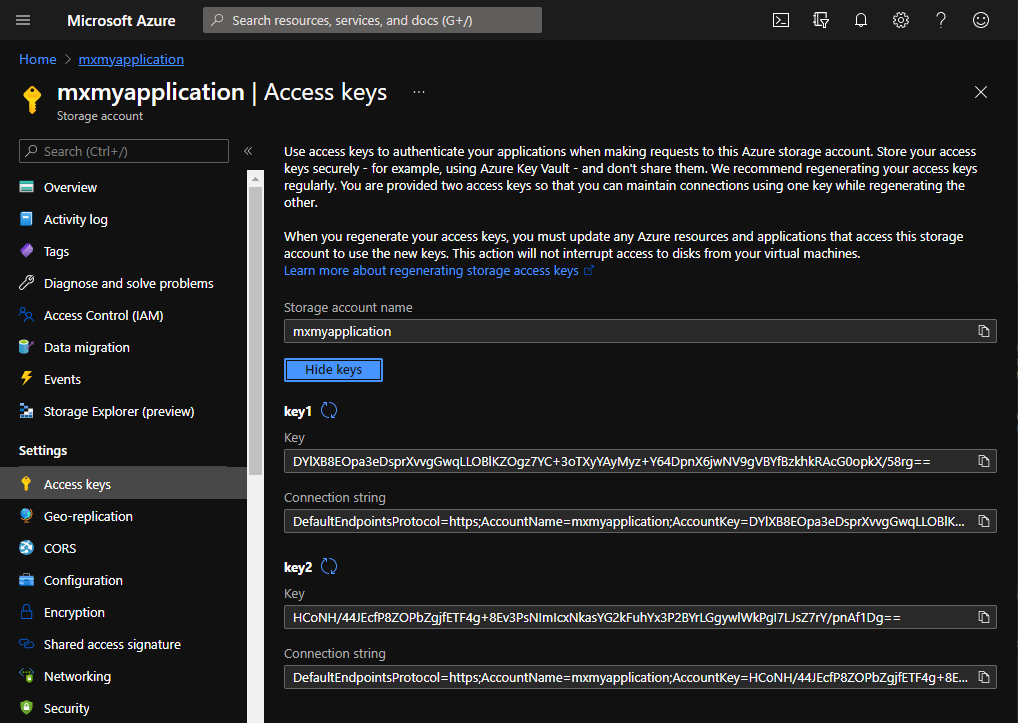 Microsoft Azure
Search resources, services, and docs (G+/)
Home > mxmyapplication
mxmyapplication | Access keys ...
Storage account
Search (Ctrl+/)
«
Overview
Activity log
Tags
Diagnose and solve problems
Access Control (IAM)
Data migration
Events
Storage Explorer (preview)
Settings
Access keys
Geo-replication
CORS
Configuration
Encryption
Shared access signature
Networking
Security
Use access keys to authenticate your applications when making requests to this Azure storage account. Store your access
keys securely - for example, using Azure Key Vault - and don't share them. We recommend regenerating your access keys
regularly. You are provided two access keys so that you can maintain connections using one key while regenerating the
other.
When you regenerate your access keys, you must update any Azure resources and applications that access this storage
account to use the new keys. This action will not interrupt access to disks from your virtual machines.
Learn more about regenerating storage access keys
Storage account name
mxmyapplication
Hide keys
key1
Key
DYlXB8EOpa3eDsprXvvgGwqLLOBlKZOgz7YC+3oTXyYAyMyz+Y64DpnX6jwNV9gVBYfBzkhkRAcG0opkX/58rg==
Connection string
DefaultEndpointsProtocol=https;AccountName=mxmyapplication;AccountKey=DYlXB8EOpa3eDsprXvvgGwqLLOBlK...
key2
Key
HCoNH/44JEcfP8ZOPbZgjfETF4g+8Ev3PsNImIcxNkasYG2kFuhYx3P2BYrLGgywlWkPgI7LJsZ7rY/pnAf1Dg==
Connection string
DefaultEndpointsProtocol=https;AccountName=mxmyapplication;AccountKey=HCoNH/44JEcfP8ZOPbZgjfETF4g+8E...